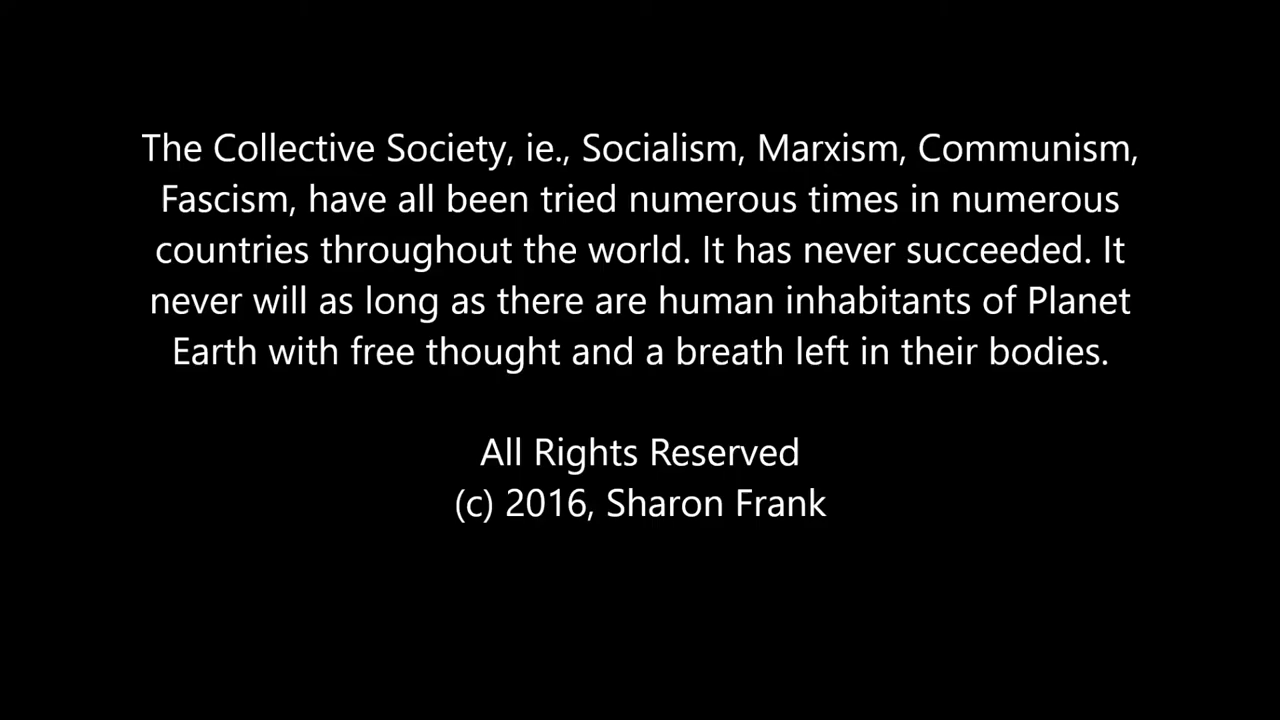 The Collective Society, ie., Socialism, Marxism, Communism,
Fascism, have all been tried numerous times in numerous
countries throughout the world. It has never succeeded. It
never will as long as there are human inhabitants of Planet
Earth with free thought and a breath left in their bodies.
All Rights Reserved
(c) 2016, Sharon Frank